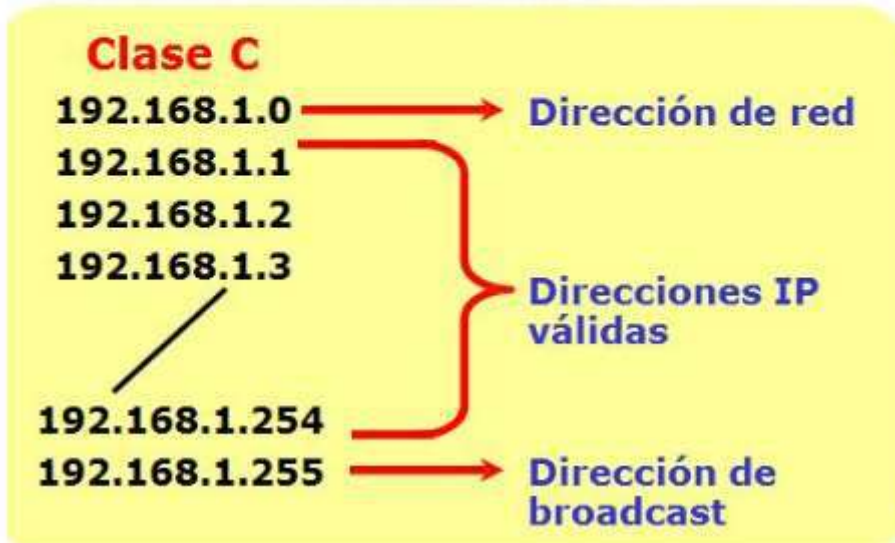 Clase C
192.168.1.0
Dirección de red
192.168.1.1
192.168.1.2
192.168.1.3
Direcciones IP
válidas
192.168.1.254
192.168.1.255
Dirección de
broadcast